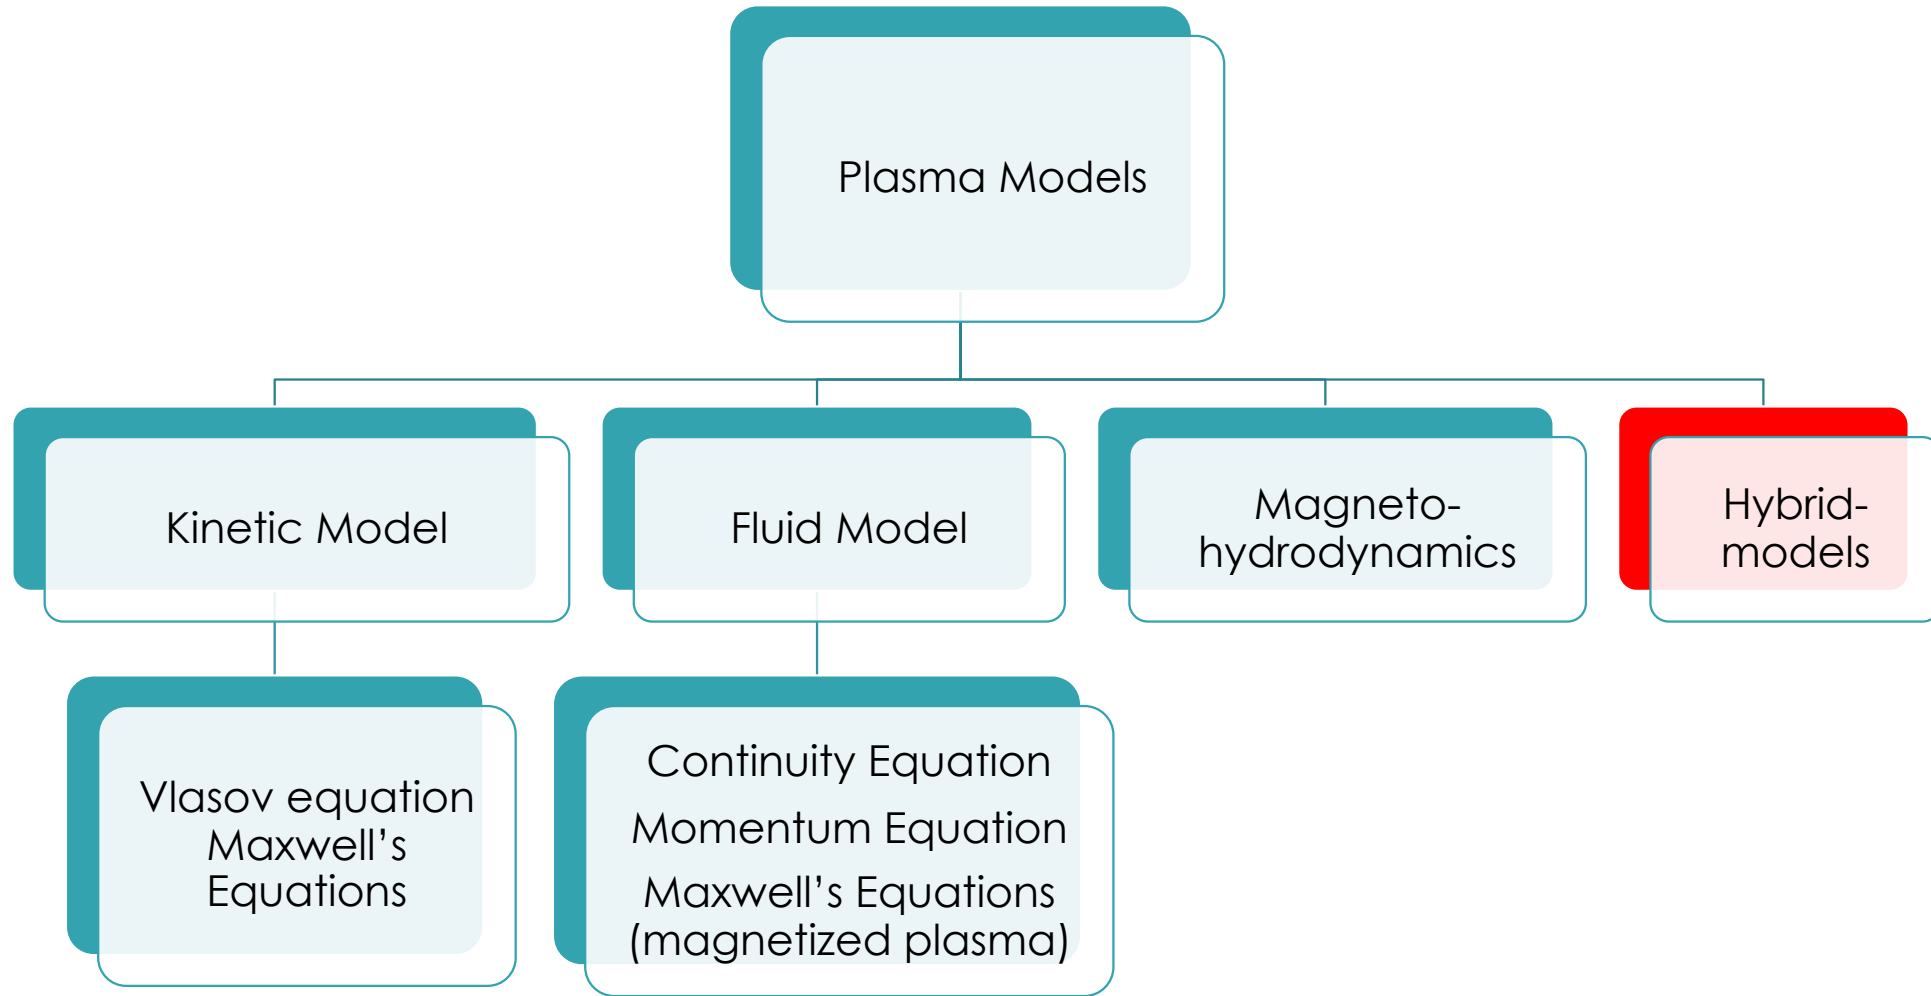 Plasma Models
Kinetic Model
Fluid Model
Magneto-
hydrodynamics
Hybrid-
models
Vlasov equation
Maxwell’s
Equations
Continuity Equation
Momentum Equation
Maxwell’s Equations
(magnetized plasma)